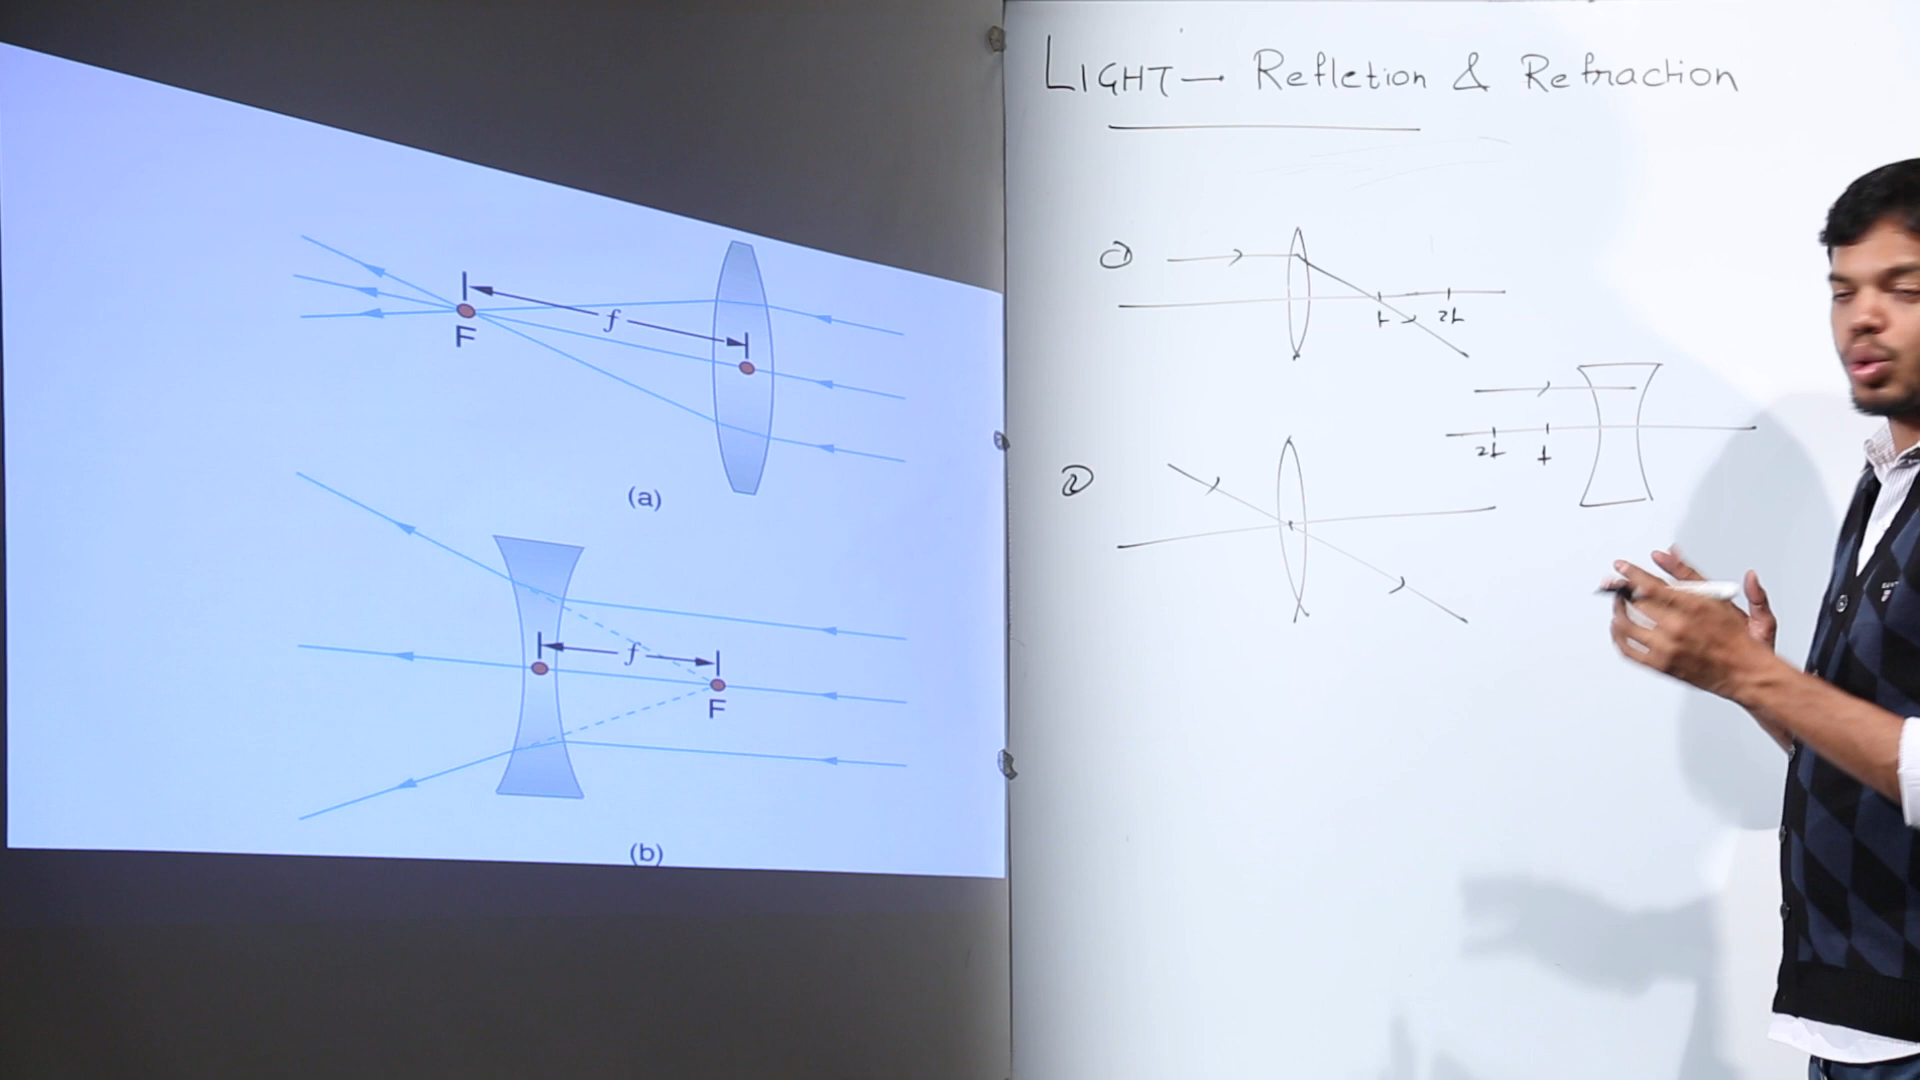 LIGHT — Refletion & Refraction
F
f
(a)
f
F
(b)
①
f
2f
2f
f
②